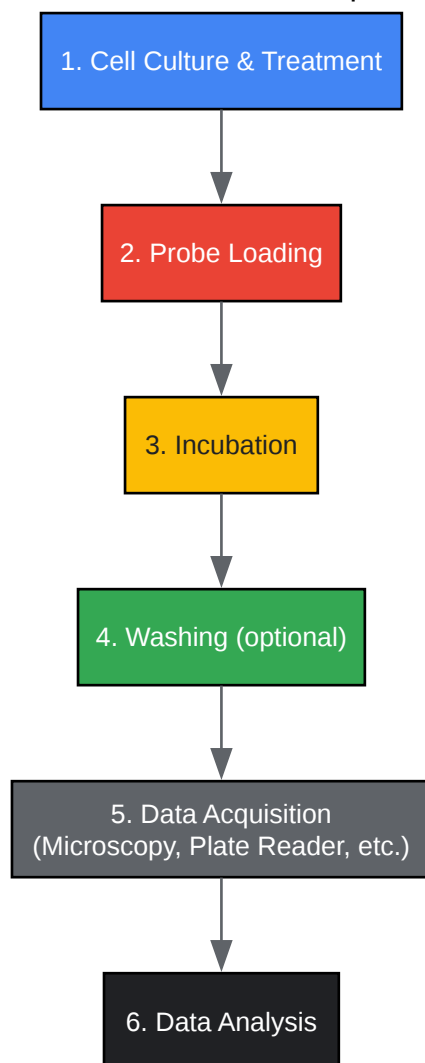 1. Cell Culture & Treatment
2. Probe Loading
3. Incubation
4. Washing (optional)
5. Data Acquisition
(Microscopy, Plate Reader, etc.)
6. Data Analysis